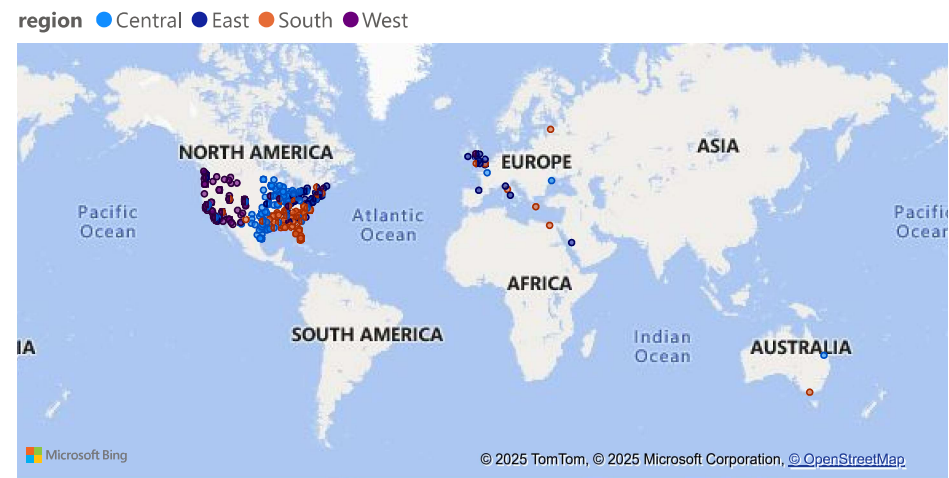 region Central East South West
NORTH AMERICA
EUROPE
ASIA
Pacific
Ocean
Atlantic
Ocean
Pacific
Ocean
AFRICA
SOUTH AMERICA
Indian
Ocean
IA
AUSTRALIA
Microsoft Bing
© 2025 TomTom, © 2025 Microsoft Corporation, © OpenStreetMap